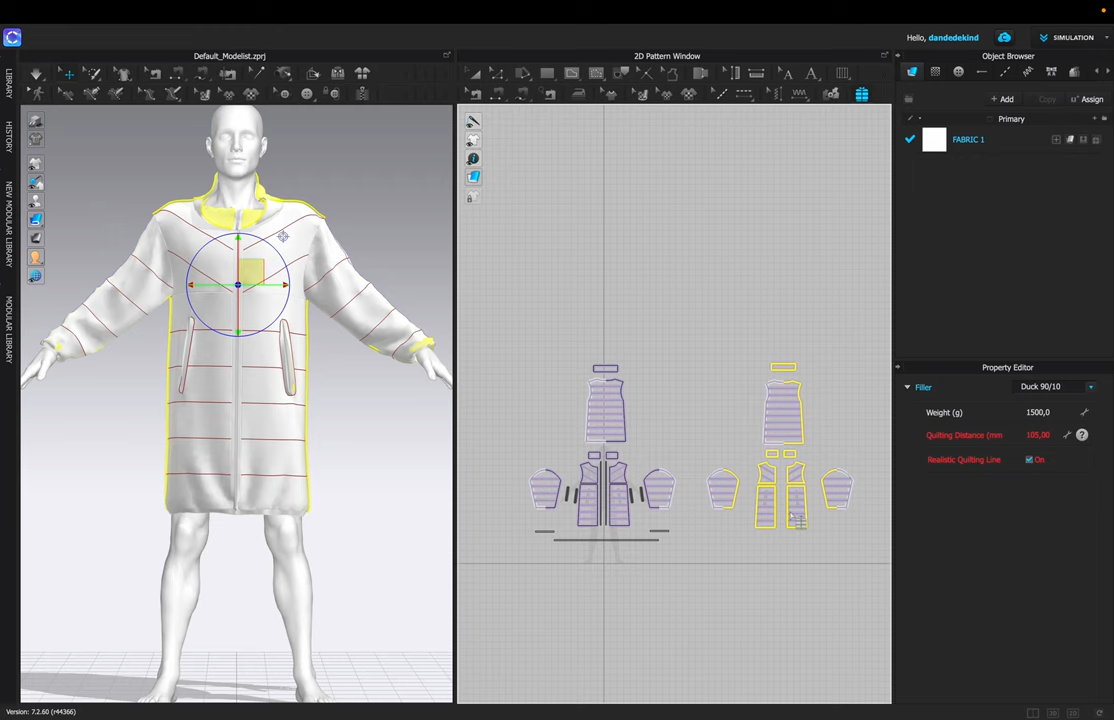 Hello, dandedekind
SIMULATION
Default_Modelist.zprj
2D Pattern Window
Object Browser
LIBRARY
HISTORY
NEW MODULAR LIBRARY
MODULAR LIBRARY
Add
Copy
Assign
Primary
FABRIC 1
Property Editor
Filler
Duck 90/10
Weight (g)
1500,0
Quilting Distance (mm
105,00
?
Realistic Quilting Line
On
Version: 7.2.60 (r44366)
3D
2D